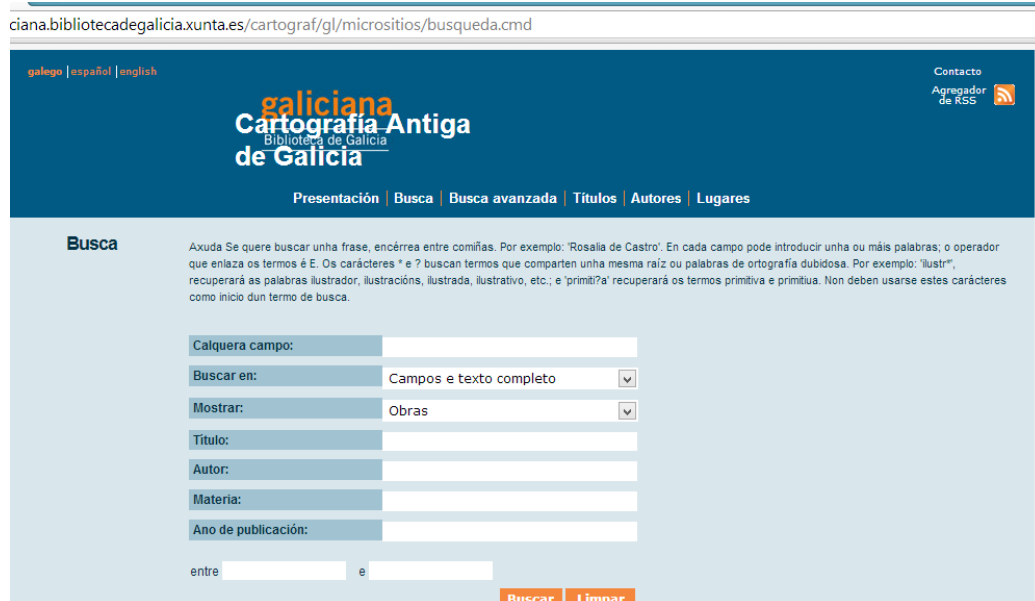 ciana.bibliotecadegalicia.xunta.es/cartograf/gl/micrositios/busqueda.cmd
galego | español | english
Contacto
Agregador
de RSS
galiciana
Cartografía Antiga
Biblioteca de Galicia
de Galicia
Presentación | Busca | Busca avanzada | Títulos | Autores | Lugares
Busca
Axuda Se quere buscar unha frase, encérrea entre comiñas. Por exemplo: 'Rosalia de Castro'. En cada campo pode introducir unha ou máis palabras; o operador
que enlaza os termos é E. Os carácteres * e ? buscan termos que comparten unha mesma raíz ou palabras de ortografía dubidosa. Por exemplo: 'ilustr*',
recuperará as palabras ilustrador, ilustracións, ilustrada, ilustrativo, etc.; e 'primiti?a' recuperará os termos primitiva e primitiua. Non deben usarse estes carácteres
como inicio dun termo de busca.
Calquera campo:
Buscar en: Campos e texto completo
Mostrar: Obras
Título:
Autor:
Materia:
Ano de publicación:
entre e
Buscar Limpar